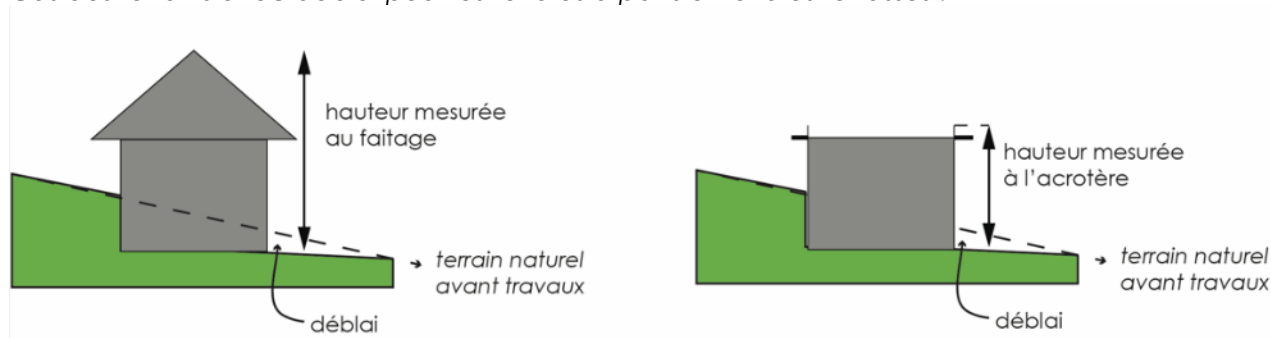 hauteur mesurée
au faitage
terrain naturel
avant travaux
déblai
hauteur mesurée
à l'acrotère
terrain naturel
avant travaux
déblai